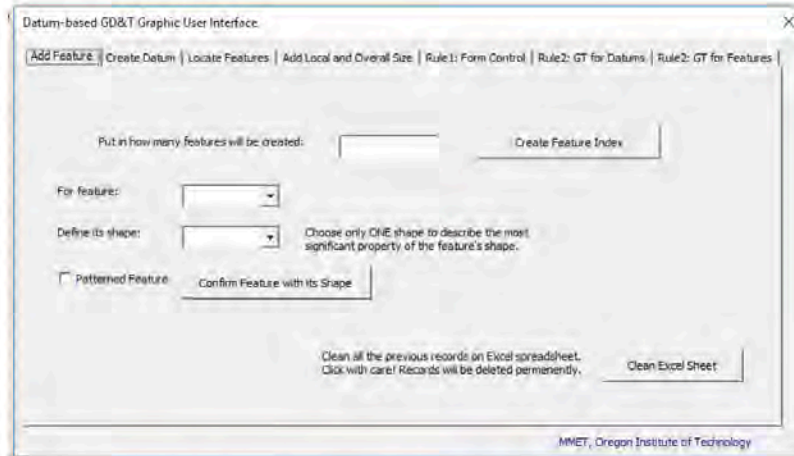 Datum-based GD&T Graphic User Interface
Add Feature | Create Datum | Locate Features | Add Local and Overall Size | Rule1: Form Control | Rule2: GT for Datums | Rule2: GT for Features
Put in how many features will be created:
Create Feature Index
For feature:
Define its shape:
Choose only ONE shape to describe the most
significant property of the feature's shape.
Patterned Feature
Confirm Feature with its Shape
Clean all the previous records on Excel spreadsheet.
Click with care! Records will be deleted permenently.
Clean Excel Sheet
MMET, Oregon Institute of Technology